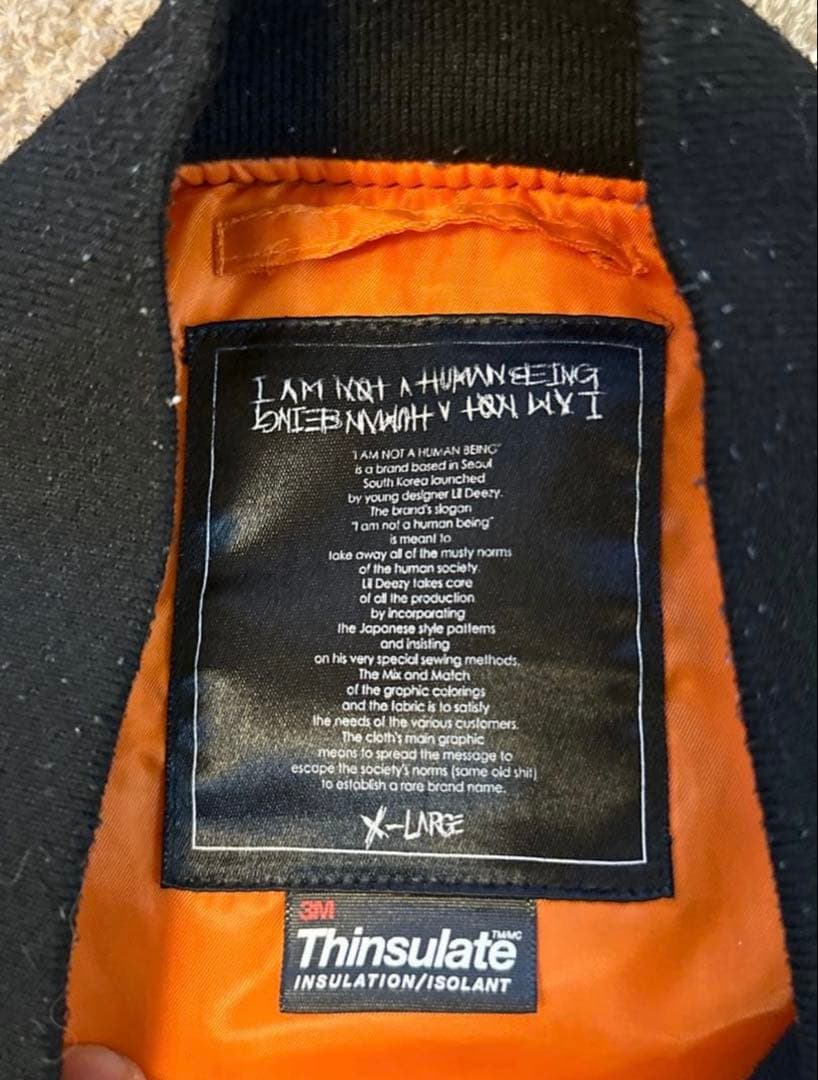 I AM NOT A HUMAN BEING
I AM NOT A HUMAN BEING
"I AM NOT A HUMAN BEING"
is a brand based in Seoul
South Korea launched
by young designer Lil Deezy.
The brand's slogan
"I am not a human being"
is meant to
take away all of the musty norms
of the human society.
Lil Deezy takes care
of all the production
by incorporating
the Japanese style patterns
and insisting
on his very special sewing methods.
The Mix and Match
of the graphic colorings
and the fabric is to satisfy
the needs of the various customers.
The cloth's main graphic
means to spread the message to
escape the society's norms (same old shit)
to establish a rare brand name.
X-LARGE
3M
Thinsulate TM/MC
INSULATION/ISOLANT